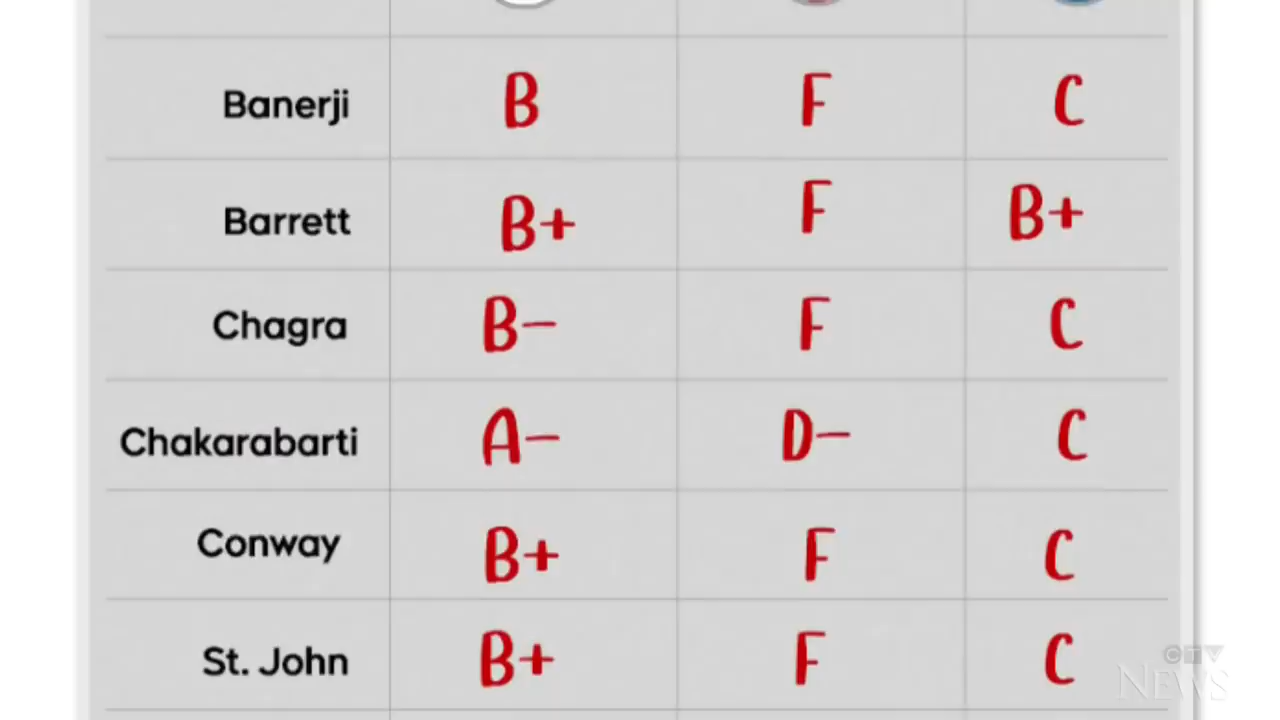 Banerji B F C
Barrett B+ F B+
Chagra B- F C
Chakarabarti A- D- C
Conway B+ F C
St. John B+ F C
CTV
NEWS